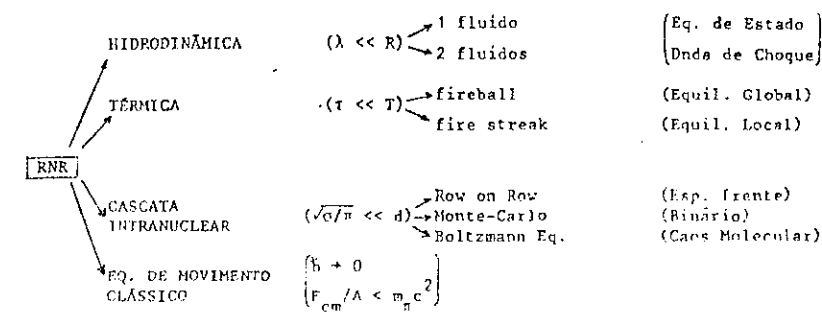 HIDRODINÂMICA (λ << R) 1 fluido (Eq. de Estado
2 fluidos Onda de Choque)
TÉRMICA (τ << T) fireball (Equil. Global)
fire streak (Equil. Local)
RNR
CASCATA INTRANUCLEAR (√σ/π << d) Row on Row (Esp. frente)
Monte-Carlo (Binário)
Boltzmann Eq. (Caos Molecular)
EQ. DE MOVIMENTO (ħ → 0
CLÁSSICO E_cm/A < m_π c²)